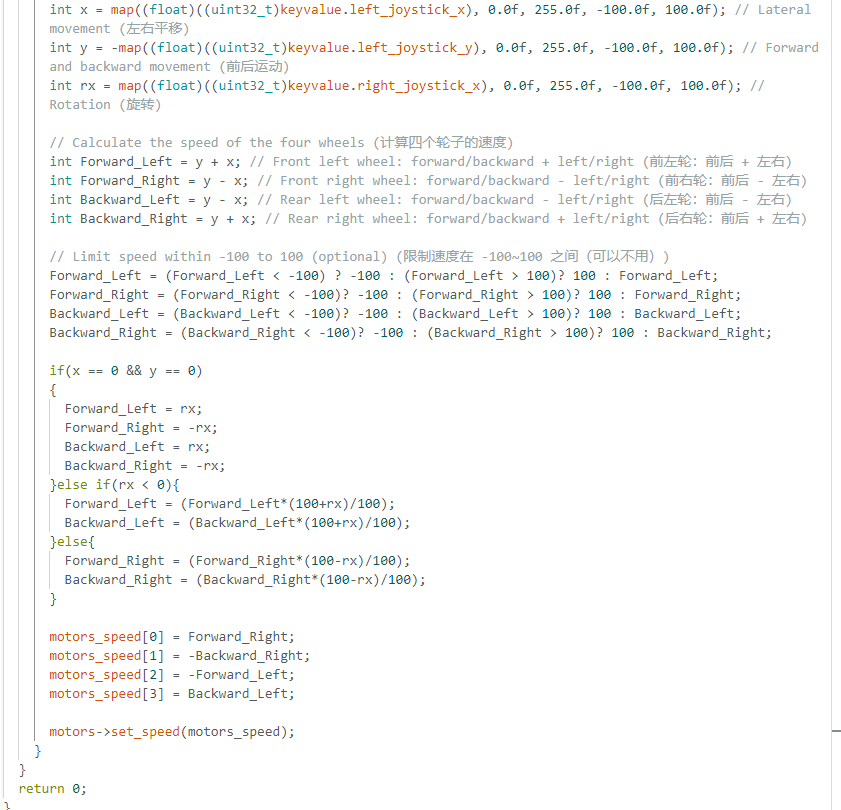 int x = map((float)((uint32_t)keyvalue.left_joystick_x), 0.0f, 255.0f, -100.0f, 100.0f); // Lateral
movement (左右平移)
int y = -map((float)((uint32_t)keyvalue.left_joystick_y), 0.0f, 255.0f, -100.0f, 100.0f); // Forward
and backward movement (前后运动)
int rx = map((float)((uint32_t)keyvalue.right_joystick_x), 0.0f, 255.0f, -100.0f, 100.0f); //
Rotation (旋转)
// Calculate the speed of the four wheels (计算四个轮子的速度)
int Forward_Left = y + x; // Front left wheel: forward/backward + left/right (前左轮: 前后 + 左右)
int Forward_Right = y - x; // Front right wheel: forward/backward - left/right (前右轮: 前后 - 左右)
int Backward_Left = y - x; // Rear left wheel: forward/backward - left/right (后左轮: 前后 - 左右)
int Backward_Right = y + x; // Rear right wheel: forward/backward + left/right (后右轮: 前后 + 左右)
// Limit speed within -100 to 100 (optional) (限制速度在 -100~100 之间 (可以不用) )
Forward_Left = (Forward_Left < -100) ? -100 : (Forward_Left > 100)? 100 : Forward_Left;
Forward_Right = (Forward_Right < -100)? -100 : (Forward_Right > 100)? 100 : Forward_Right;
Backward_Left = (Backward_Left < -100)? -100 : (Backward_Left > 100)? 100 : Backward_Left;
Backward_Right = (Backward_Right < -100)? -100 : (Backward_Right > 100)? 100 : Backward_Right;
if(x == 0 && y == 0)
{
Forward_Left = rx;
Forward_Right = -rx;
Backward_Left = rx;
Backward_Right = -rx;
}else if(rx < 0){
Forward_Left = (Forward_Left*(100+rx)/100);
Backward_Left = (Backward_Left*(100+rx)/100);
}else{
Forward_Right = (Forward_Right*(100-rx)/100);
Backward_Right = (Backward_Right*(100-rx)/100);
}
motors_speed[0] = Forward_Right;
motors_speed[1] = -Backward_Right;
motors_speed[2] = -Forward_Left;
motors_speed[3] = Backward_Left;
motors->set_speed(motors_speed);
}
}
return 0;
}